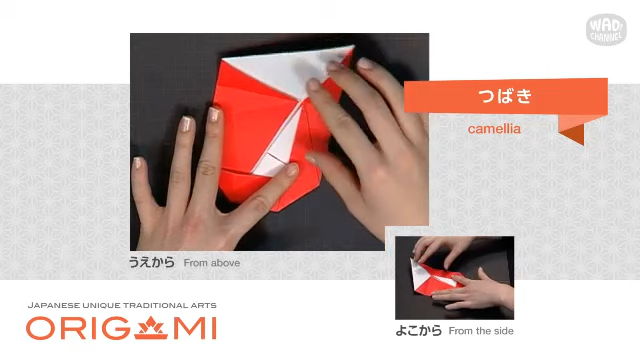 WADY
CHANNEL
つばき
camellia
うえから From above
よこから From the side
JAPANESE UNIQUE TRADITIONAL ARTS
ORIGAMI